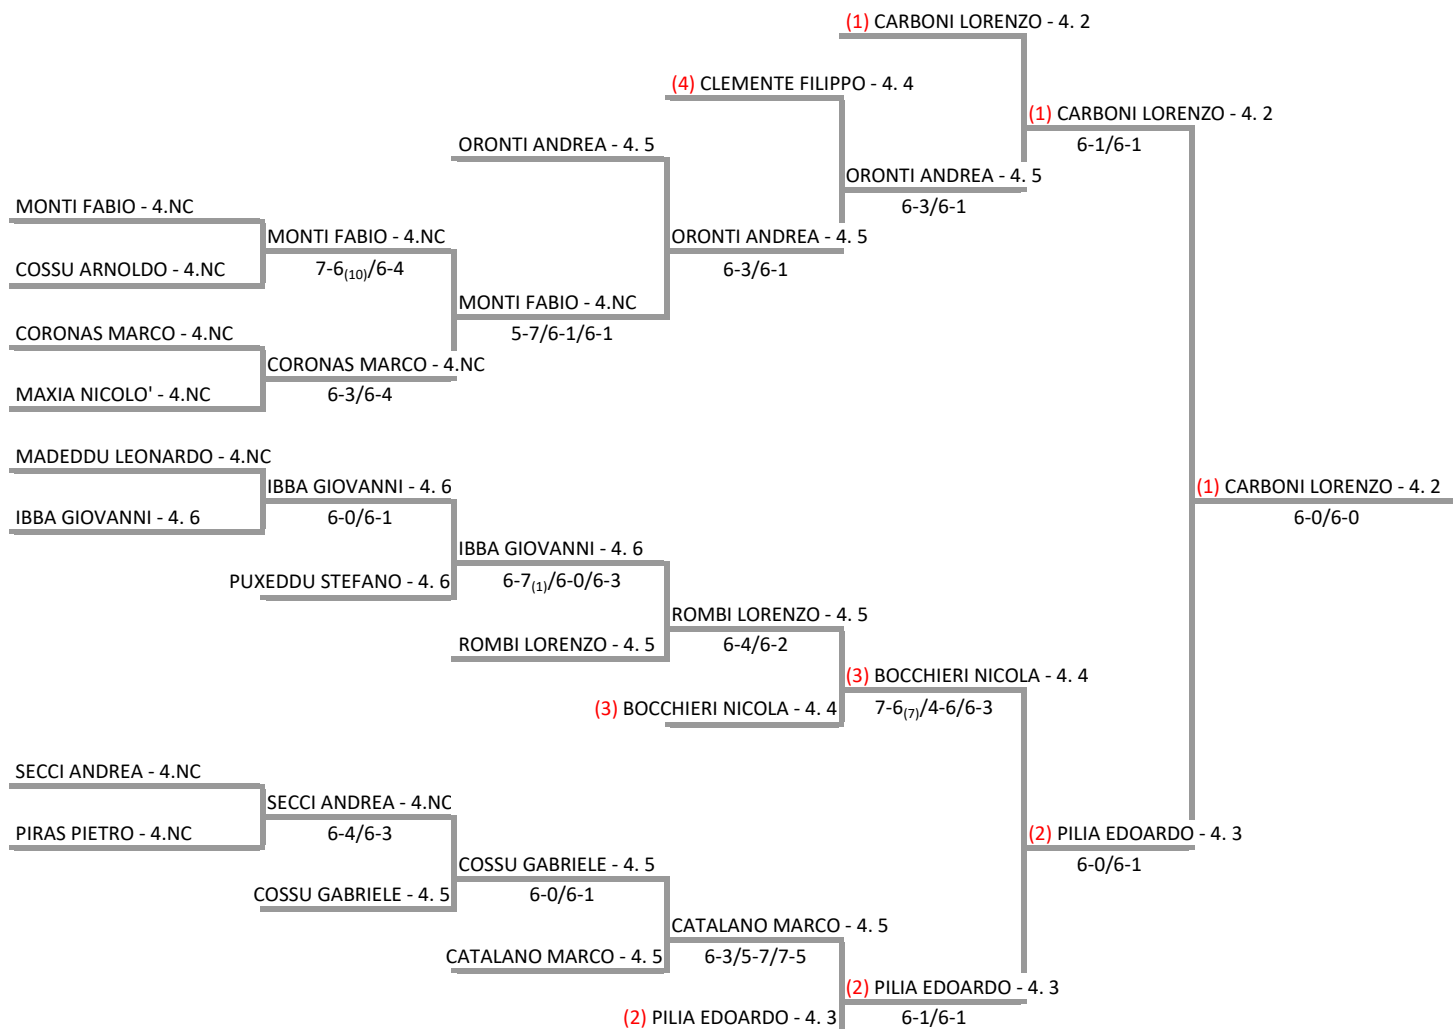 (1) CARBONI LORENZO - 4. 2
(4) CLEMENTE FILIPPO - 4. 4
(1) CARBONI LORENZO - 4. 2
6-1/6-1
ORONTI ANDREA - 4. 5
ORONTI ANDREA - 4. 5
6-3/6-1
MONTI FABIO - 4.NC
MONTI FABIO - 4.NC
7-6(10)/6-4
ORONTI ANDREA - 4. 5
6-3/6-1
COSSU ARNOLDO - 4.NC
MONTI FABIO - 4.NC
5-7/6-1/6-1
CORONAS MARCO - 4.NC
CORONAS MARCO - 4.NC
6-3/6-4
MAXIA NICOLO' - 4.NC
MADEDDU LEONARDO - 4.NC
IBBA GIOVANNI - 4. 6
6-0/6-1
(1) CARBONI LORENZO - 4. 2
6-0/6-0
IBBA GIOVANNI - 4. 6
IBBA GIOVANNI - 4. 6
6-7(1)/6-0/6-3
PUXEDDU STEFANO - 4. 6
ROMBI LORENZO - 4. 5
6-4/6-2
ROMBI LORENZO - 4. 5
(3) BOCCHIERI NICOLA - 4. 4
7-6(7)/4-6/6-3
(3) BOCCHIERI NICOLA - 4. 4
SECCI ANDREA - 4.NC
SECCI ANDREA - 4.NC
6-4/6-3
PIRAS PIETRO - 4.NC
(2) PILIA EDOARDO - 4. 3
6-0/6-1
COSSU GABRIELE - 4. 5
6-0/6-1
COSSU GABRIELE - 4. 5
CATALANO MARCO - 4. 5
6-3/5-7/7-5
CATALANO MARCO - 4. 5
(2) PILIA EDOARDO - 4. 3
6-1/6-1
(2) PILIA EDOARDO - 4. 3